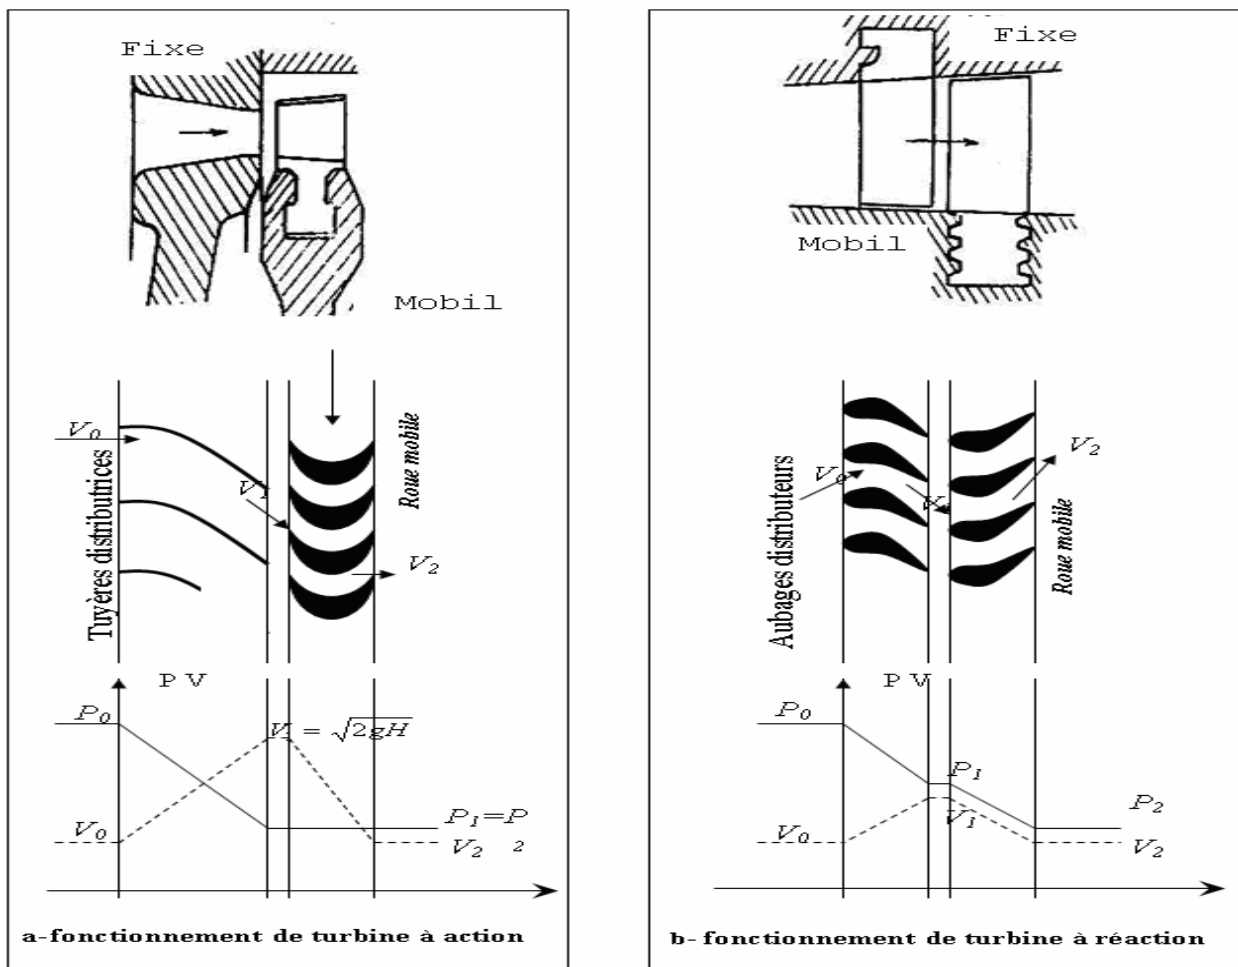 Fixe
Mobil
V0
Tuyères distributrices
V1
Roue mobile
V2
P V
P0
V1 = √2gH
V0
P1=P
2
V2
a-fonctionnement de turbine à action
Fixe
Mobil
Aubages distributeurs
V0
V2
Roue mobile
P V
P0
P1
V1
P2
V0
V2
b- fonctionnement de turbine à réaction